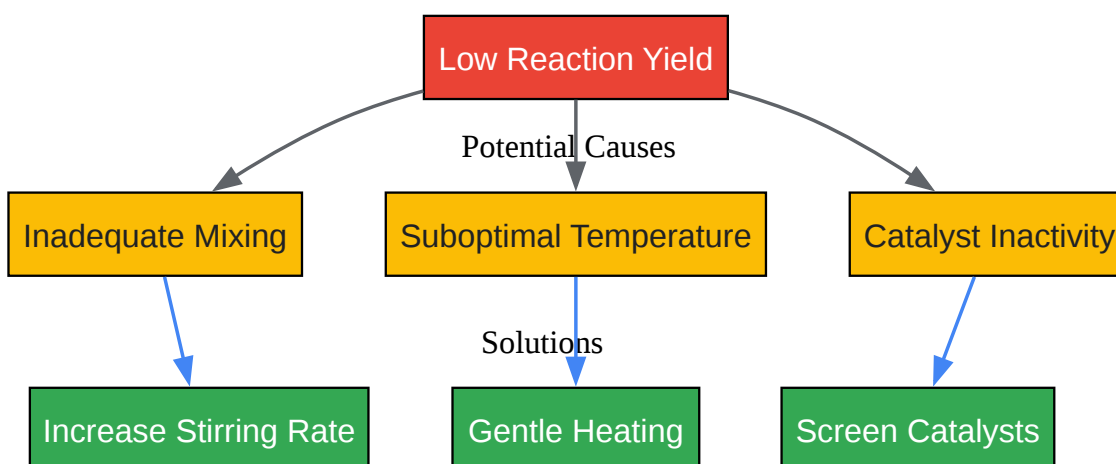 Low Reaction Yield
Potential Causes
Inadequate Mixing
Suboptimal Temperature
Catalyst Inactivity
Solutions
Increase Stirring Rate
Gentle Heating
Screen Catalysts